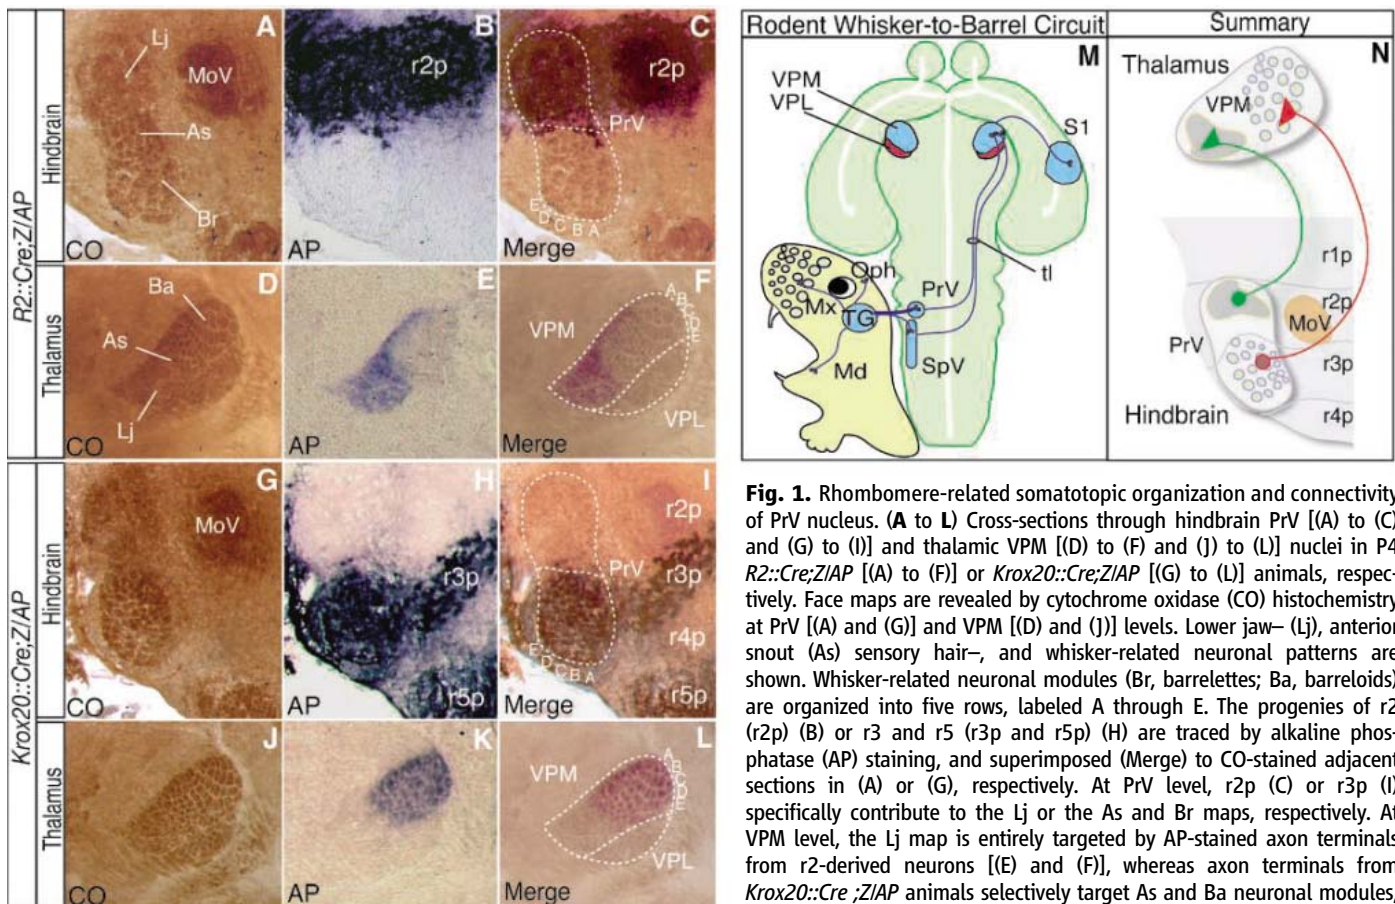 R2::Cre;Z/AP
Hindbrain
Lj
A
MoV
As
Br
CO
B
r2p
AP
C
r2p
PrV
E D C B A
Merge
Thalamus
D
Ba
As
Lj
CO
E
AP
F
A B C D E
VPM
VPL
Merge
Krox20::Cre;Z/AP
Hindbrain
G
MoV
CO
H
r3p
r5p
AP
I
r2p
PrV
r3p
r4p
E D C B A
r5p
Merge
Thalamus
J
CO
K
AP
L
A B C D E
VPM
VPL
Merge
Rodent Whisker-to-Barrel Circuit
M
VPM
VPL
S1
tl
Oph
Mx
TG
PrV
Md
SpV
Summary
N
Thalamus
VPM
r1p
r2p
MoV
PrV
r3p
Hindbrain
r4p
Fig. 1. Rhombomere-related somatotopic organization and connectivity
of PrV nucleus. (A to L) Cross-sections through hindbrain PrV [(A) to (C)
and (G) to (I)] and thalamic VPM [(D) to (F) and (J) to (L)] nuclei in P4
R2::Cre;Z/AP [(A) to (F)] or Krox20::Cre;Z/AP [(G) to (L)] animals, respec-
tively. Face maps are revealed by cytochrome oxidase (CO) histochemistry
at PrV [(A) and (G)] and VPM [(D) and (J)] levels. Lower jaw– (Lj), anterior
snout (As) sensory hair–, and whisker-related neuronal patterns are
shown. Whisker-related neuronal modules (Br, barrelettes; Ba, barreloids)
are organized into five rows, labeled A through E. The progenies of r2
(r2p) (B) or r3 and r5 (r3p and r5p) (H) are traced by alkaline phos-
phatase (AP) staining, and superimposed (Merge) to CO-stained adjacent
sections in (A) or (G), respectively. At PrV level, r2p (C) or r3p (I)
specifically contribute to the Lj or the As and Br maps, respectively. At
VPM level, the Lj map is entirely targeted by AP-stained axon terminals
from r2-derived neurons [(E) and (F)], whereas axon terminals from
Krox20::Cre ;Z/AP animals selectively target As and Ba neuronal modules,